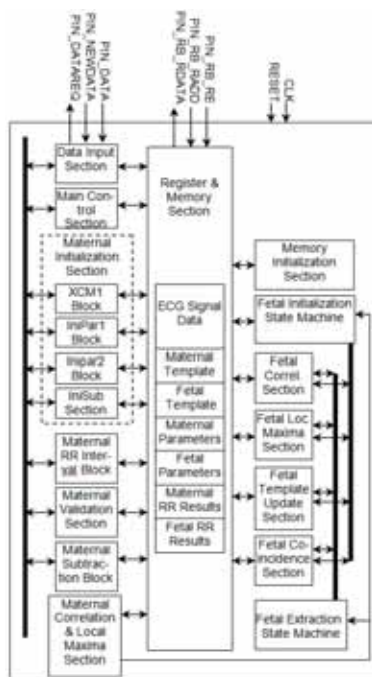 PIN_DATA
PIN_NEWDATA
PIN_DATAREQ
PIN_RB_RE
PIN_RB_RADD
PIN_RB_RDATA
CLK
RESET
Data Input
Section
Main Control
Section
Maternal
Initialization
Section
XCM1
Block
IniPar1
Block
Inipar2
Block
IniSub
Section
Maternal
RR Inter-
val Block
Maternal
Validation
Section
Maternal
Subtrac-
tion Block
Maternal
Correlation
& Local
Maxima
Section
Register &
Memory
Section
ECG Signal
Data
Maternal
Template
Fetal
Template
Maternal
Parameters
Fetal
Parameters
Maternal
RR Results
Fetal RR
Results
Memory
Initialization
Section
Fetal Initialization
State Machine
Fetal
Correl.
Section
Fetal Loc.
Maxima
Section
Fetal
Template
Update
Section
Fetal Co-
incidence
Section
Fetal Extraction
State Machine